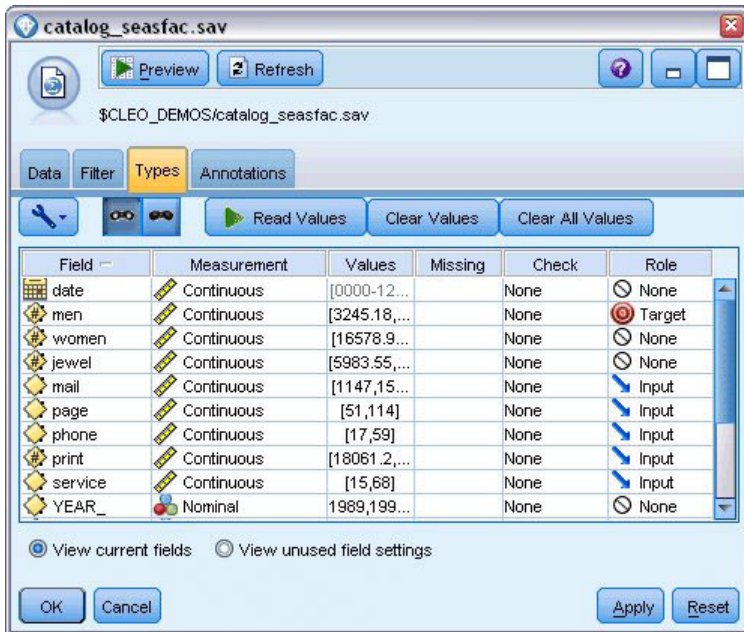 catalog_seasfac.sav
Preview Refresh
$CLEO_DEMOS/catalog_seasfac.sav
Data Filter Types Annotations
Read Values Clear Values Clear All Values
Field Measurement Values Missing Check Role
date Continuous [0000-12... None None
men Continuous [3245.18,... None Target
women Continuous [16578.9... None None
jewel Continuous [5983.55,... None None
mail Continuous [1147,15... None Input
page Continuous [51,114] None Input
phone Continuous [17,59] None Input
print Continuous [18061.2,... None Input
service Continuous [15,68] None Input
YEAR_ Nominal 1989,199... None None
View current fields View unused field settings
OK Cancel Apply Reset